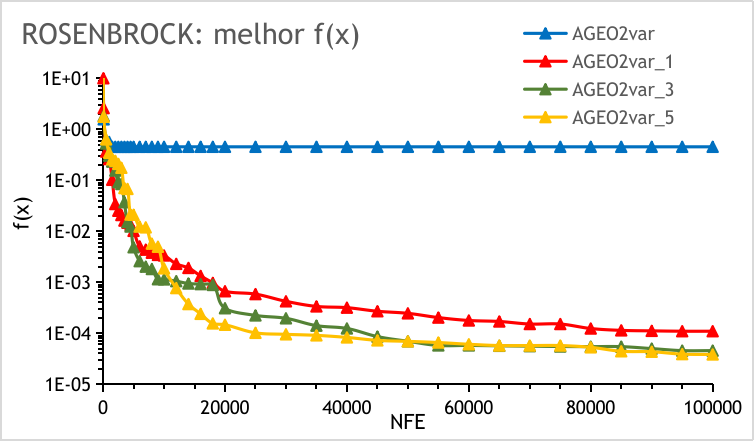 ROSENBROCK: melhor f(x)
AGEO2var
AGEO2var_1
AGEO2var_3
AGEO2var_5
1E+01
1E+00
1E-01
1E-02
1E-03
1E-04
1E-05
f(x)
0 20000 40000 60000 80000 100000
NFE